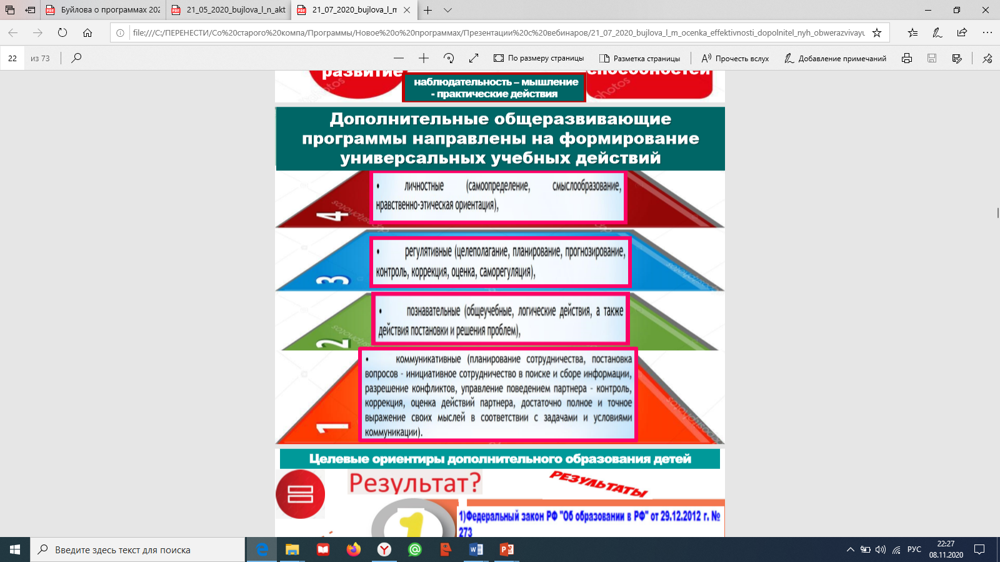 Буйлова о программах 202
21_05_2020_bujlova_l_n_akt
21_07_2020_bujlova_l_m
file:///C:/ПЕРЕНЕСТИ/Со%20старого%20компа/Программы/Новое%20о%20программах/Презентации%20с%20вебинаров/21_07_2020_bujlova_l_m_ocenka_effektivnosti_dopolnitel_nyh_obwerazvivayu
22 из 73
По размеру страницы
Разметка страницы
Прочесть вслух
Добавление примечаний
развитие
способностей
наблюдательность – мышление
- практические действия
Дополнительные общеразвивающие
программы направлены на формирование
универсальных учебных действий
4
• личностные (самоопределение, смыслообразование,
нравственно-этическая ориентация),
3
• регулятивные (целеполагание, планирование, прогнозирование,
контроль, коррекция, оценка, саморегуляция),
2
• познавательные (общеучебные, логические действия, а также
действия постановки и решения проблем),
1
• коммуникативные (планирование сотрудничества, постановка
вопросов - инициативное сотрудничество в поиске и сборе информации,
разрешение конфликтов, управление поведением партнера - контроль,
коррекция, оценка действий партнера, достаточно полное и точное
выражение своих мыслей в соответствии с задачами и условиями
коммуникации).
Целевые ориентиры дополнительного образования детей
Результат?
РЕЗУЛЬТАТЫ
1
1)Федеральный закон РФ "Об образовании в РФ" от 29.12.2012 г. №
273
Введите здесь текст для поиска
РУС
22:27
08.11.2020